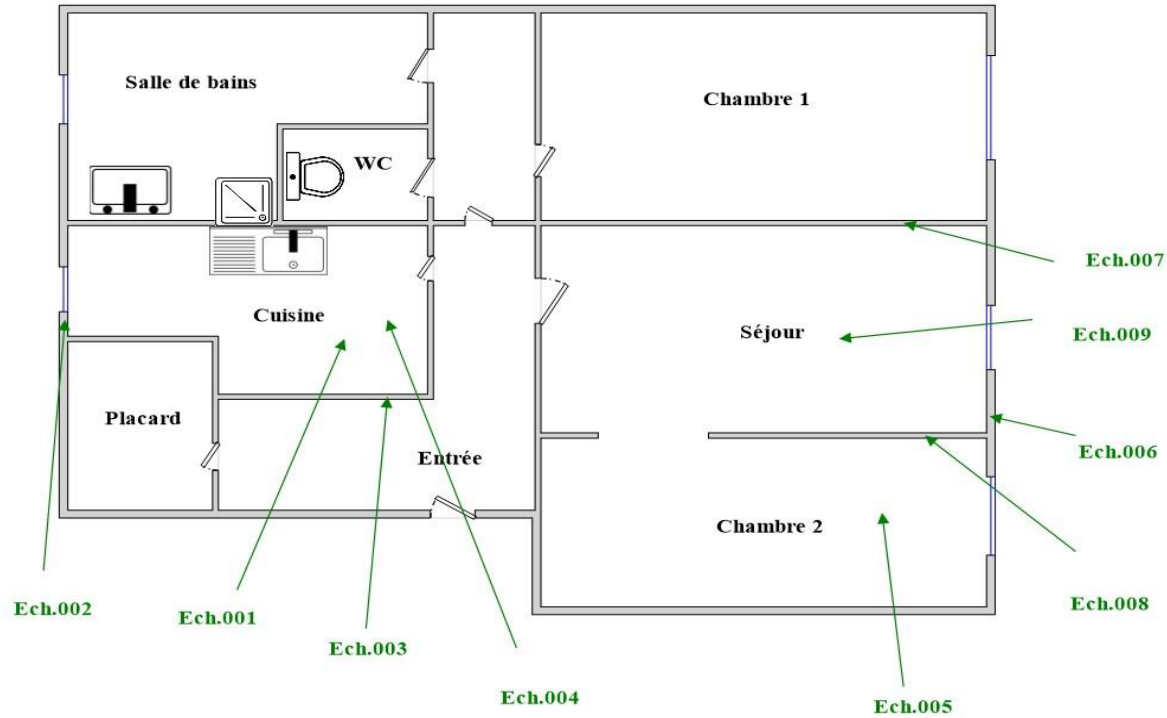 Salle de bains
Chambre 1
WC
Ech.007
Cuisine
Séjour
Ech.009
Placard
Entrée
Ech.006
Chambre 2
Ech.002
Ech.001
Ech.008
Ech.003
Ech.004
Ech.005